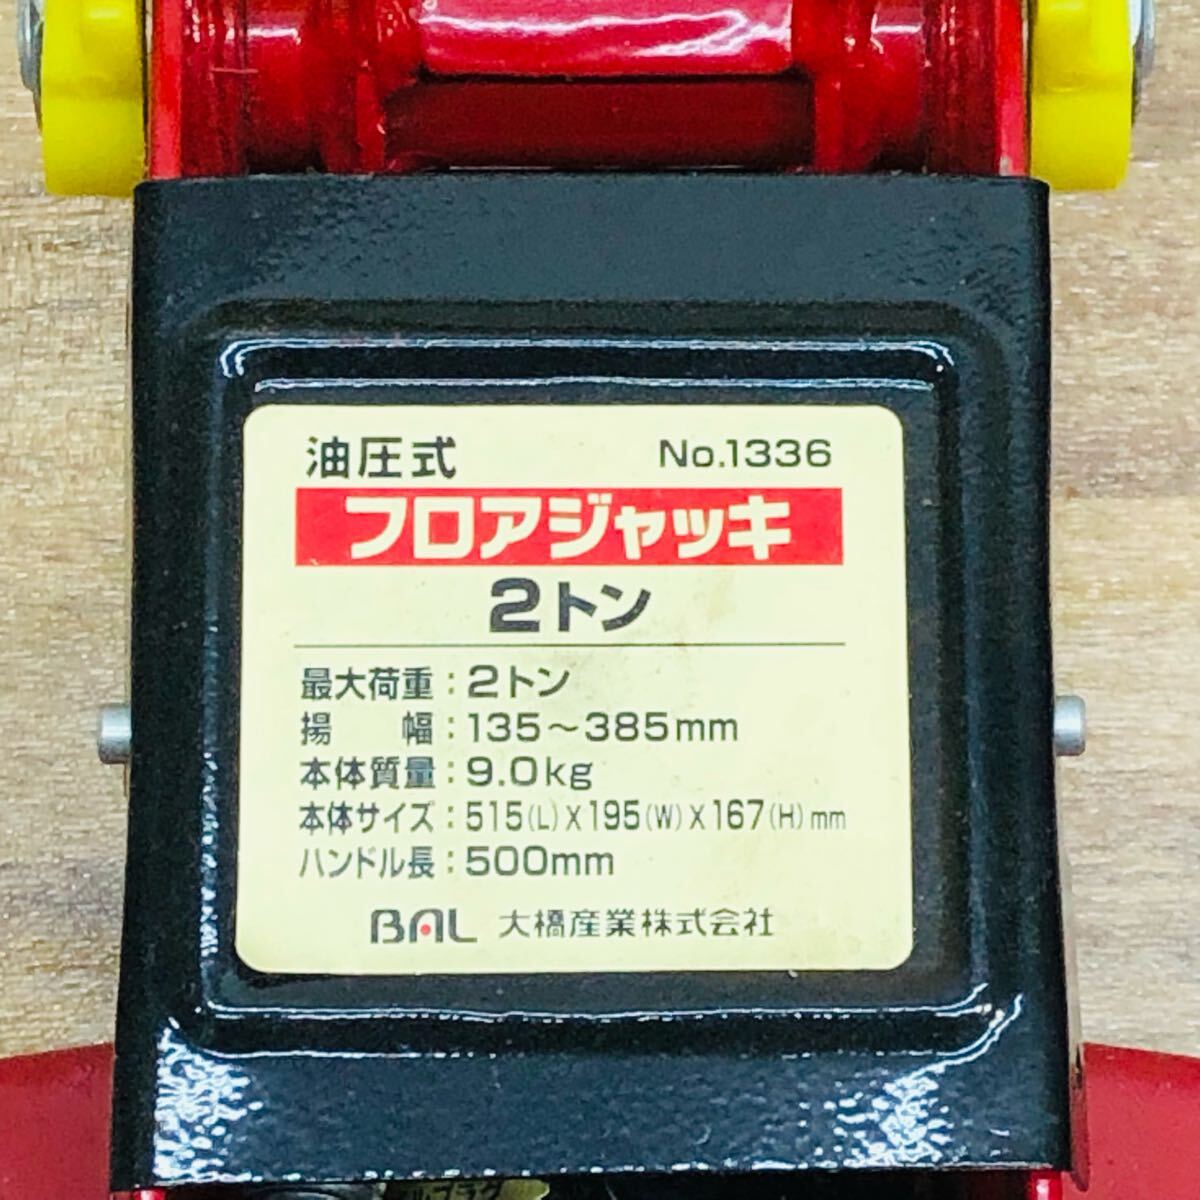 油圧式 No.1336
フロアジャッキ
2トン
最大荷重：2トン
揚　幅：135～385mm
本体質量：9.0kg
本体サイズ：515(L)X195(W)X167(H)mm
ハンドル長：500mm
BAL 大橋産業株式会社